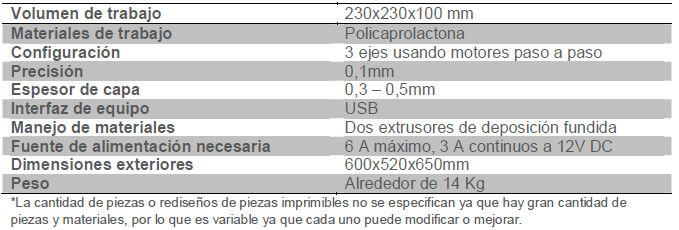 Volumen de trabajo 230x230x100 mm
Materiales de trabajo Policaprolactona
Configuración 3 ejes usando motores paso a paso
Precisión 0,1mm
Espesor de capa 0,3 – 0,5mm
Interfaz de equipo USB
Manejo de materiales Dos extrusores de deposición fundida
Fuente de alimentación necesaria 6 A máximo, 3 A continuos a 12V DC
Dimensiones exteriores 600x520x650mm
Peso Alrededor de 14 Kg
*La cantidad de piezas o rediseños de piezas imprimibles no se especifican ya que hay gran cantidad de
piezas y materiales, por lo que es variable ya que cada uno puede modificar o mejorar.